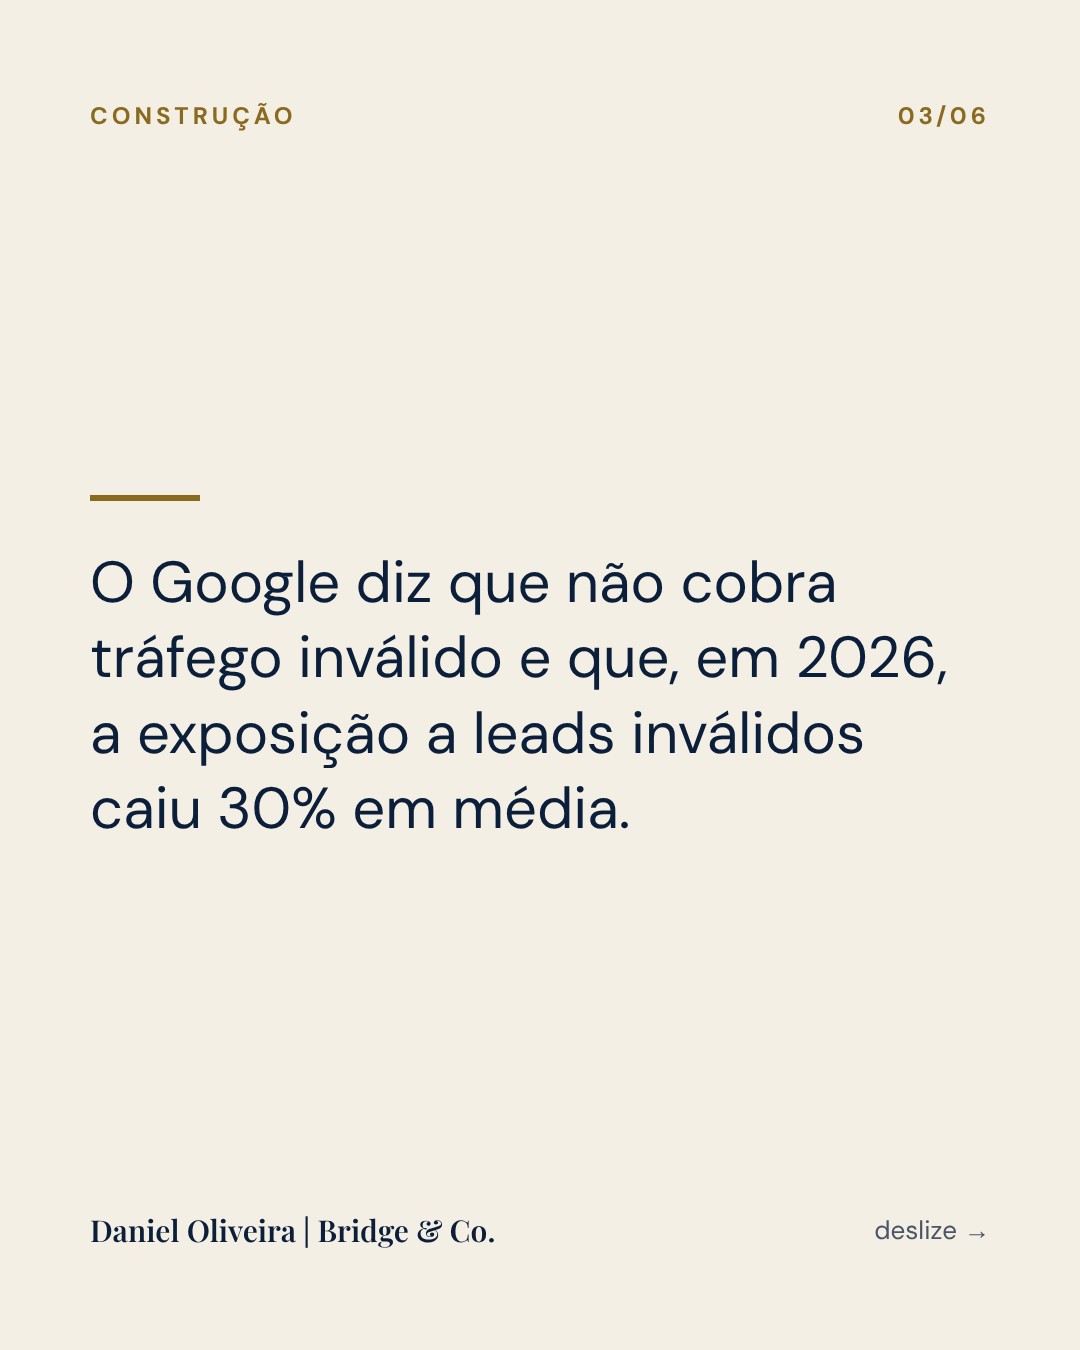 CONSTRUÇÃO
03/06
O Google diz que não cobra
tráfego inválido e que, em 2026,
a exposição a leads inválidos
caiu 30% em média.
Daniel Oliveira | Bridge & Co.
deslize →